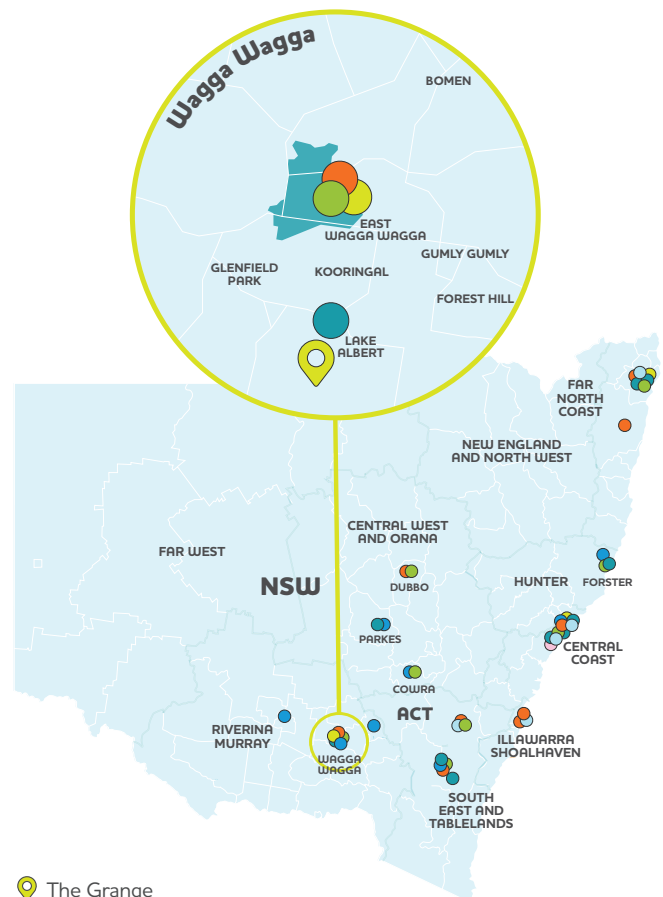 Wagga Wagga
BOMEN
EAST
WAGGA WAGGA
GUMLY GUMLY
GLENFIELD
PARK
KOORINGAL
FOREST HILL
LAKE
ALBERT
FAR
NORTH
COAST
NEW ENGLAND
AND NORTH WEST
CENTRAL WEST
AND ORANA
FAR WEST
NSW
DUBBO
HUNTER
FORSTER
PARKES
CENTRAL
COAST
COWRA
ACT
RIVERINA
MURRAY
ILLAWARRA
SHOALHAVEN
WAGGA
WAGGA
SOUTH
EAST AND
TABLELANDS
The Grange